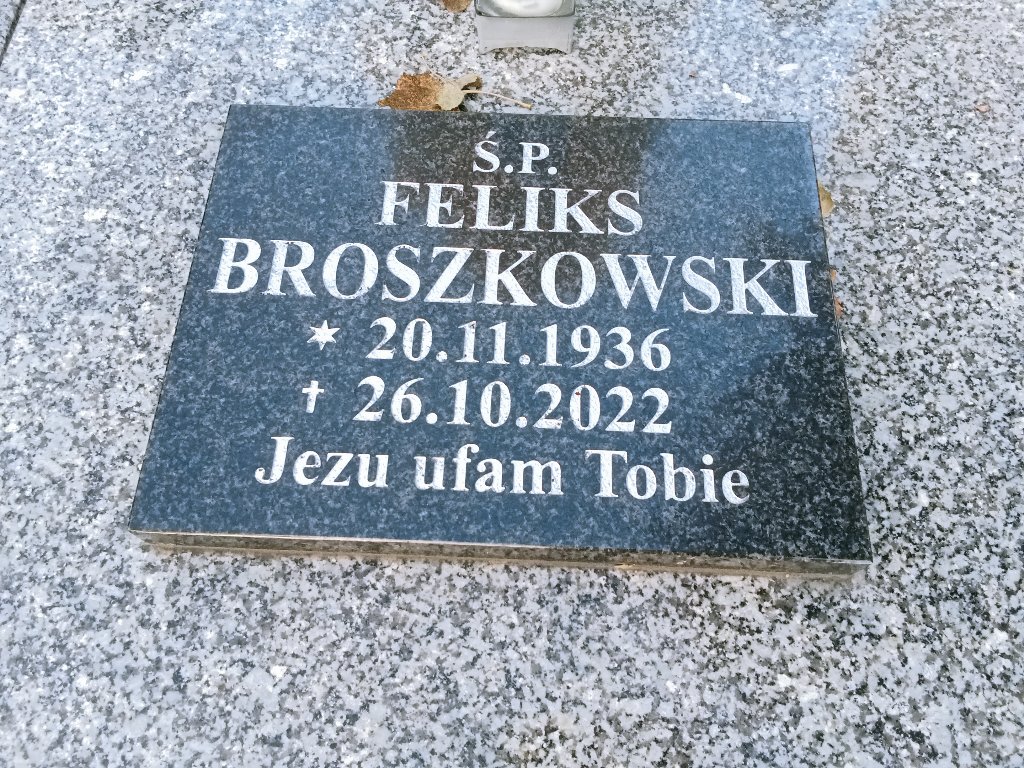 Ś.P.
FELIKS
BROSZKOWSKI
* 20.11.1936
† 26.10.2022
Jezu ufam Tobie